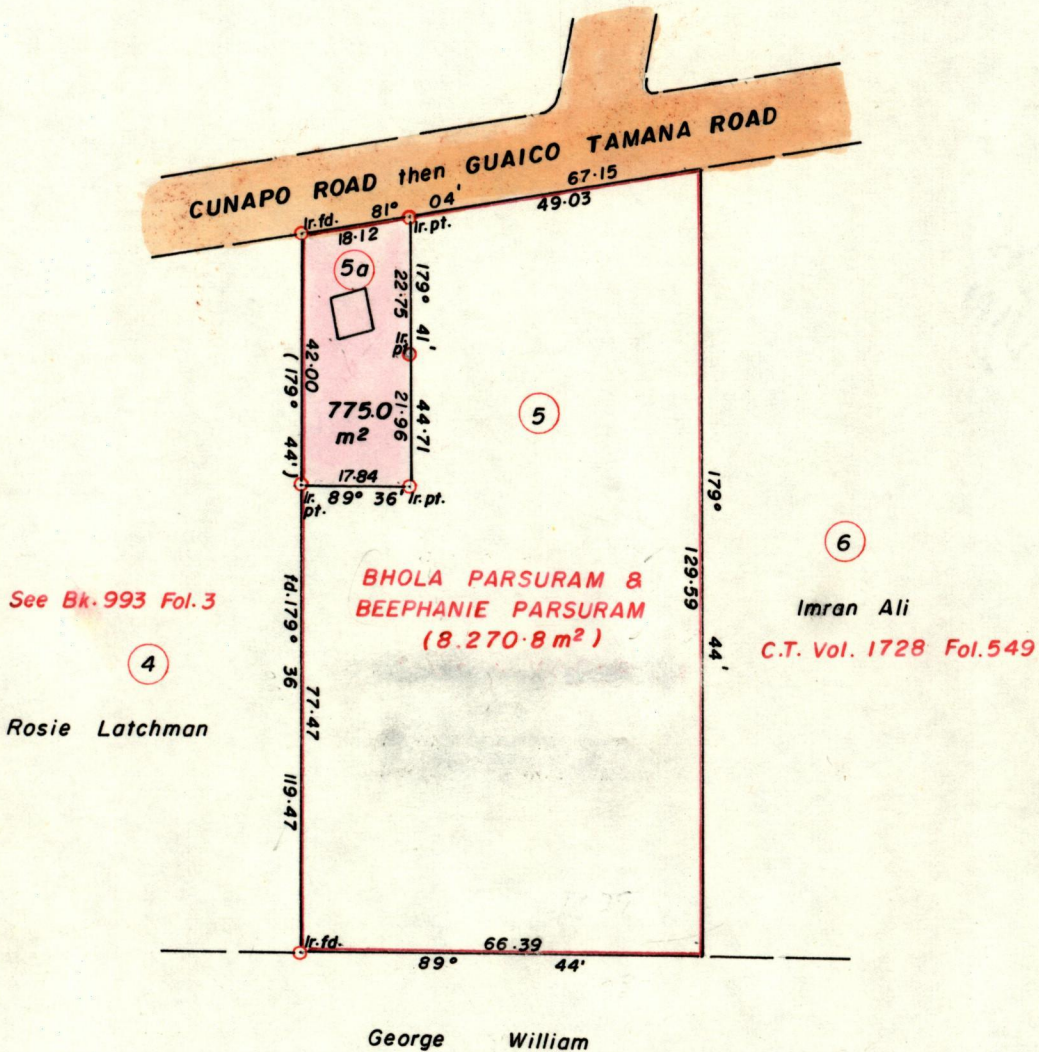 CUNAPO ROAD then GUAICO TAMANA ROAD
67.15
81° 04'
49.03
Ir.fd.
18.12
Ir.pt.
5a
179° 41'
22.75
pt.
42.00
(179° 44')
775.0
m²
21.96
44.71
5
17.84
Ir.
pt.
89° 36'
Ir.pt.
179° 44'
129.59
6
Imran Ali
C.T. Vol. 1728 Fol.549
BHOLA PARSURAM &
BEEPHANIE PARSURAM
(8.270.8 m²)
See Bk.993 Fol.3
4
Rosie Latchman
fd.179° 36
77.47
119.47
Ir.fd.
66.39
89° 44'
George William